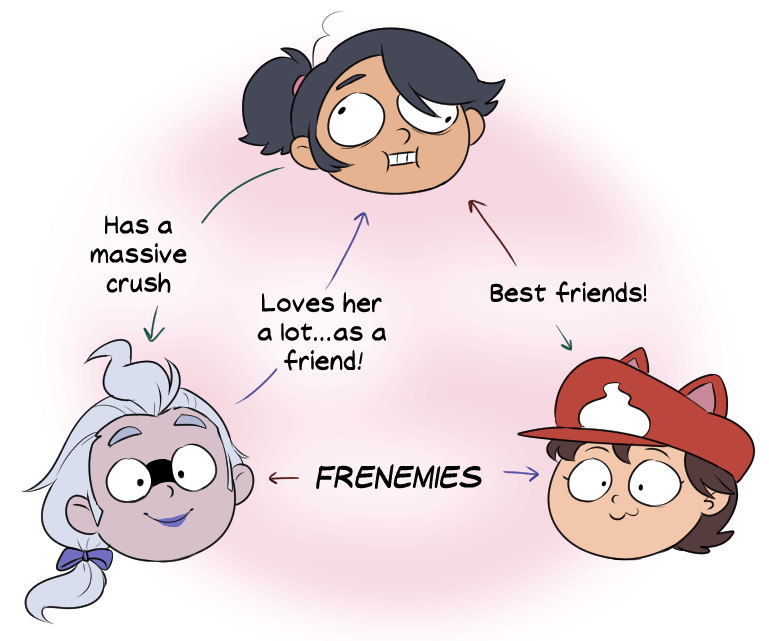 Has a
massive
crush
Loves her
a lot...as a
friend!
Best friends!
FRENEMIES